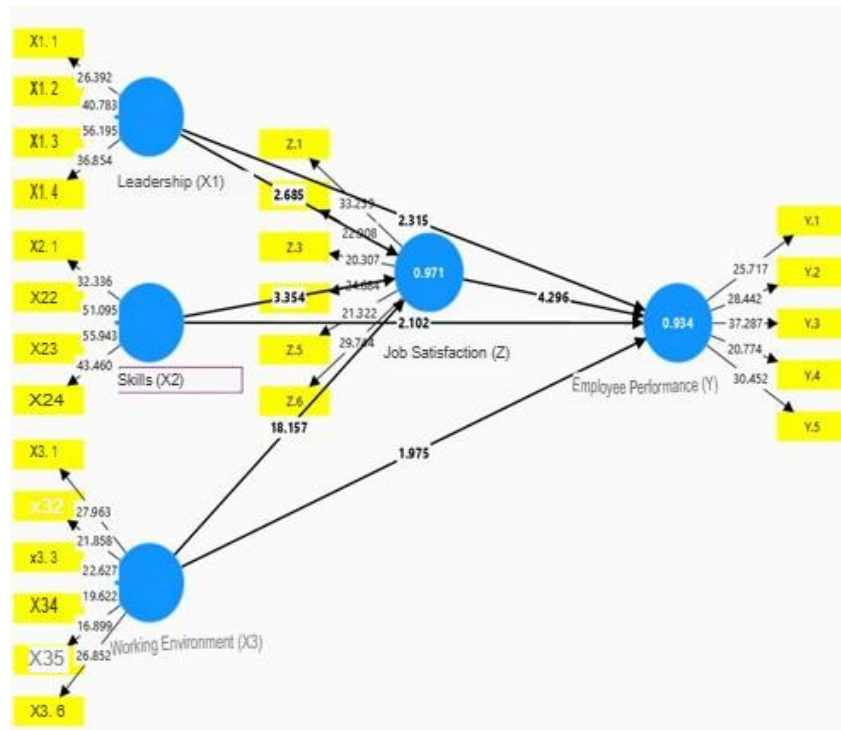 X1. 1
26.392
X1. 2
40.783
56.195
X1. 3
36.854
X1. 4
Leadership (X1)
X2. 1
32.336
X22
51.095
X23
55.943
43.460
X24
Skills (X2)
X3. 1
27.963
x32
21.858
x3. 3
22.627
19.622
X34
16.899
X35
26.852
X3. 6
Working Environment (X3)
Z.1
33.259
2.685
22.008
Z.3
20.307
3.354
21.322
Z.5
Z.6
18.157
0.971
Job Satisfaction (Z)
2.315
4.296
2.102
1.975
0.934
Employee Performance (Y)
25.717
Y.1
28.442
Y.2
37.287
Y.3
20.774
Y.4
30.452
Y.5